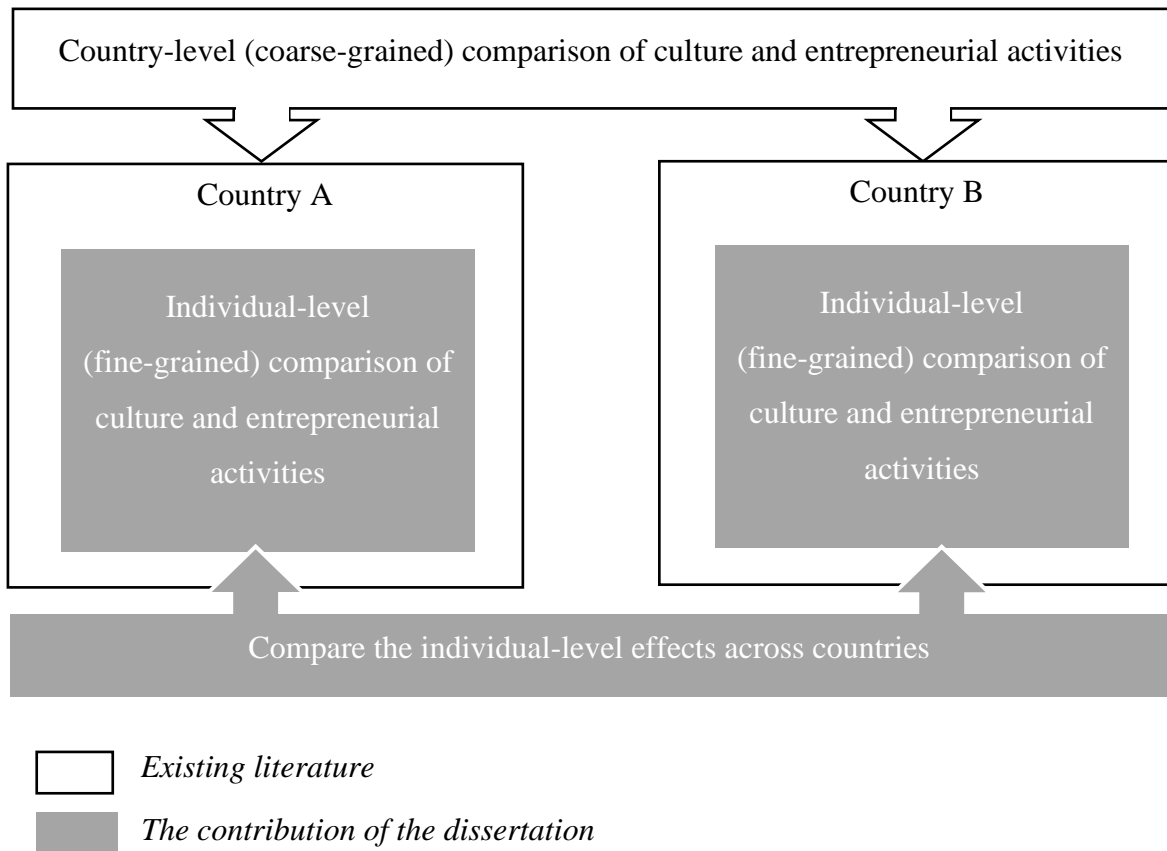 Country-level (coarse-grained) comparison of culture and entrepreneurial activities
Country A
Individual-level
(fine-grained) comparison of
culture and entrepreneurial
activities
Country B
Individual-level
(fine-grained) comparison of
culture and entrepreneurial
activities
Compare the individual-level effects across countries
Existing literature
The contribution of the dissertation